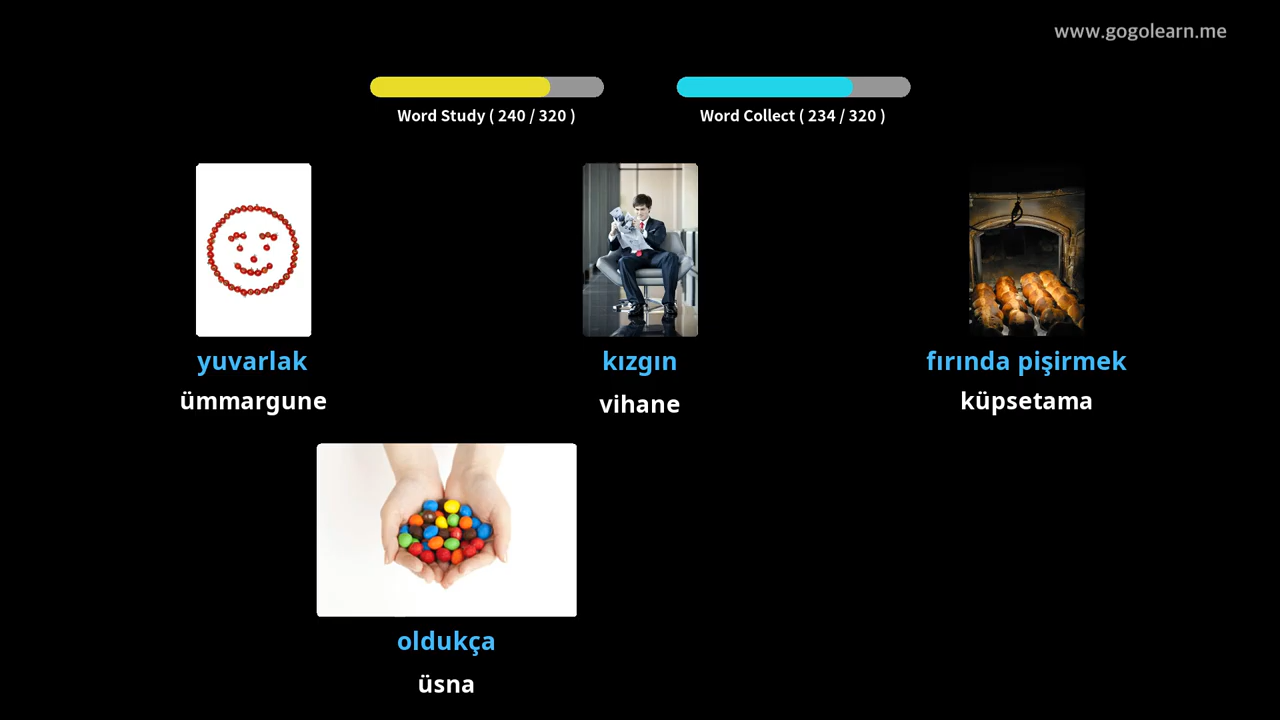 www.gogolearn.me
Word Study ( 240 / 320 )
Word Collect ( 234 / 320 )
yuvarlak
ümmargune
kızgın
vihane
fırında pişirmek
küpsetama
oldukça
üsna